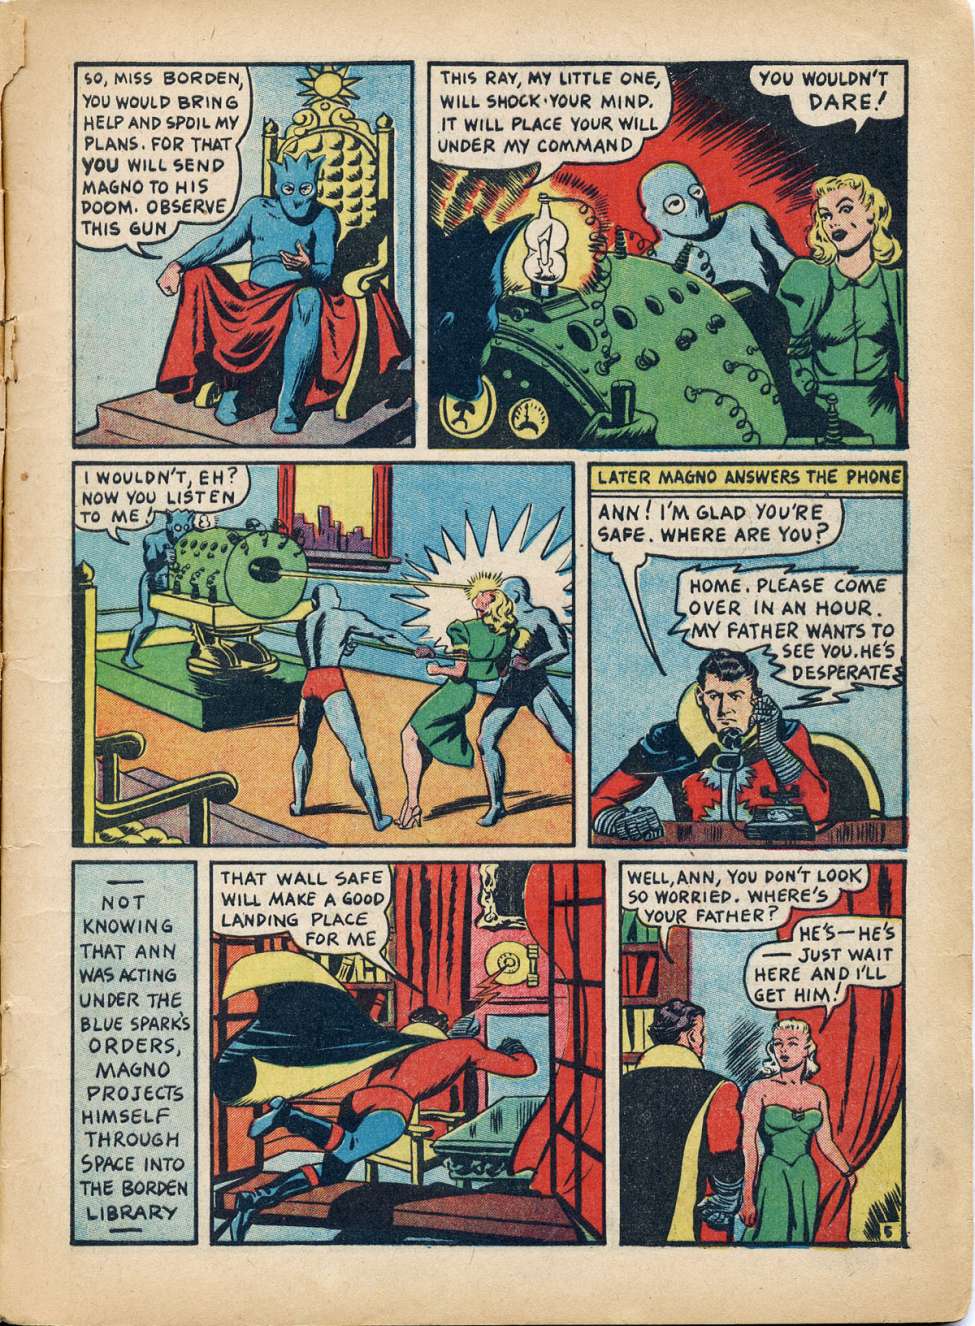 SO, MISS BORDEN,
YOU WOULD BRING
HELP AND SPOIL MY
PLANS. FOR THAT
YOU WILL SEND
MAGNO TO HIS
DOOM. OBSERVE
THIS GUN
THIS RAY, MY LITTLE ONE,
WILL SHOCK YOUR MIND.
IT WILL PLACE YOUR WILL
UNDER MY COMMAND
YOU WOULDN'T
DARE!
I WOULDN'T, EH?
NOW YOU LISTEN
TO ME!
LATER MAGNO ANSWERS THE PHONE
ANN! I'M GLAD YOU'RE
SAFE. WHERE ARE YOU?
HOME. PLEASE COME
OVER IN AN HOUR.
MY FATHER WANTS TO
SEE YOU. HE'S
DESPERATE
NOT
KNOWING
THAT ANN
WAS ACTING
UNDER THE
BLUE SPARK'S
ORDERS,
MAGNO
PROJECTS
HIMSELF
THROUGH
SPACE INTO
THE BORDEN
LIBRARY
THAT WALL SAFE
WILL MAKE A GOOD
LANDING PLACE
FOR ME
WELL, ANN, YOU DON'T LOOK
SO WORRIED. WHERE'S
YOUR FATHER?
HE'S — HE'S
— JUST WAIT
HERE AND I'LL
GET HIM!
5